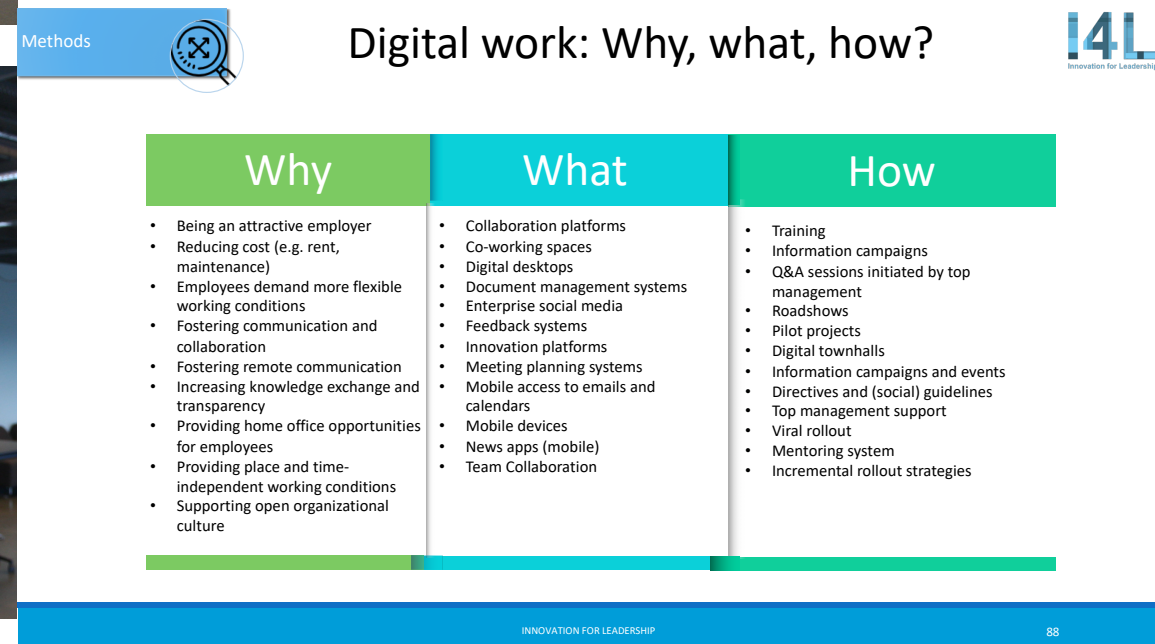 Methods
Digital work: Why, what, how?
I4L
Innovation for Leadership
Why
• Being an attractive employer
• Reducing cost (e.g. rent,
maintenance)
• Employees demand more flexible
working conditions
• Fostering communication and
collaboration
• Fostering remote communication
• Increasing knowledge exchange and
transparency
• Providing home office opportunities
for employees
• Providing place and time-
independent working conditions
• Supporting open organizational
culture
What
• Collaboration platforms
• Co-working spaces
• Digital desktops
• Document management systems
• Enterprise social media
• Feedback systems
• Innovation platforms
• Meeting planning systems
• Mobile access to emails and
calendars
• Mobile devices
• News apps (mobile)
• Team Collaboration
How
• Training
• Information campaigns
• Q&A sessions initiated by top
management
• Roadshows
• Pilot projects
• Digital townhalls
• Information campaigns and events
• Directives and (social) guidelines
• Top management support
• Viral rollout
• Mentoring system
• Incremental rollout strategies
INNOVATION FOR LEADERSHIP
88